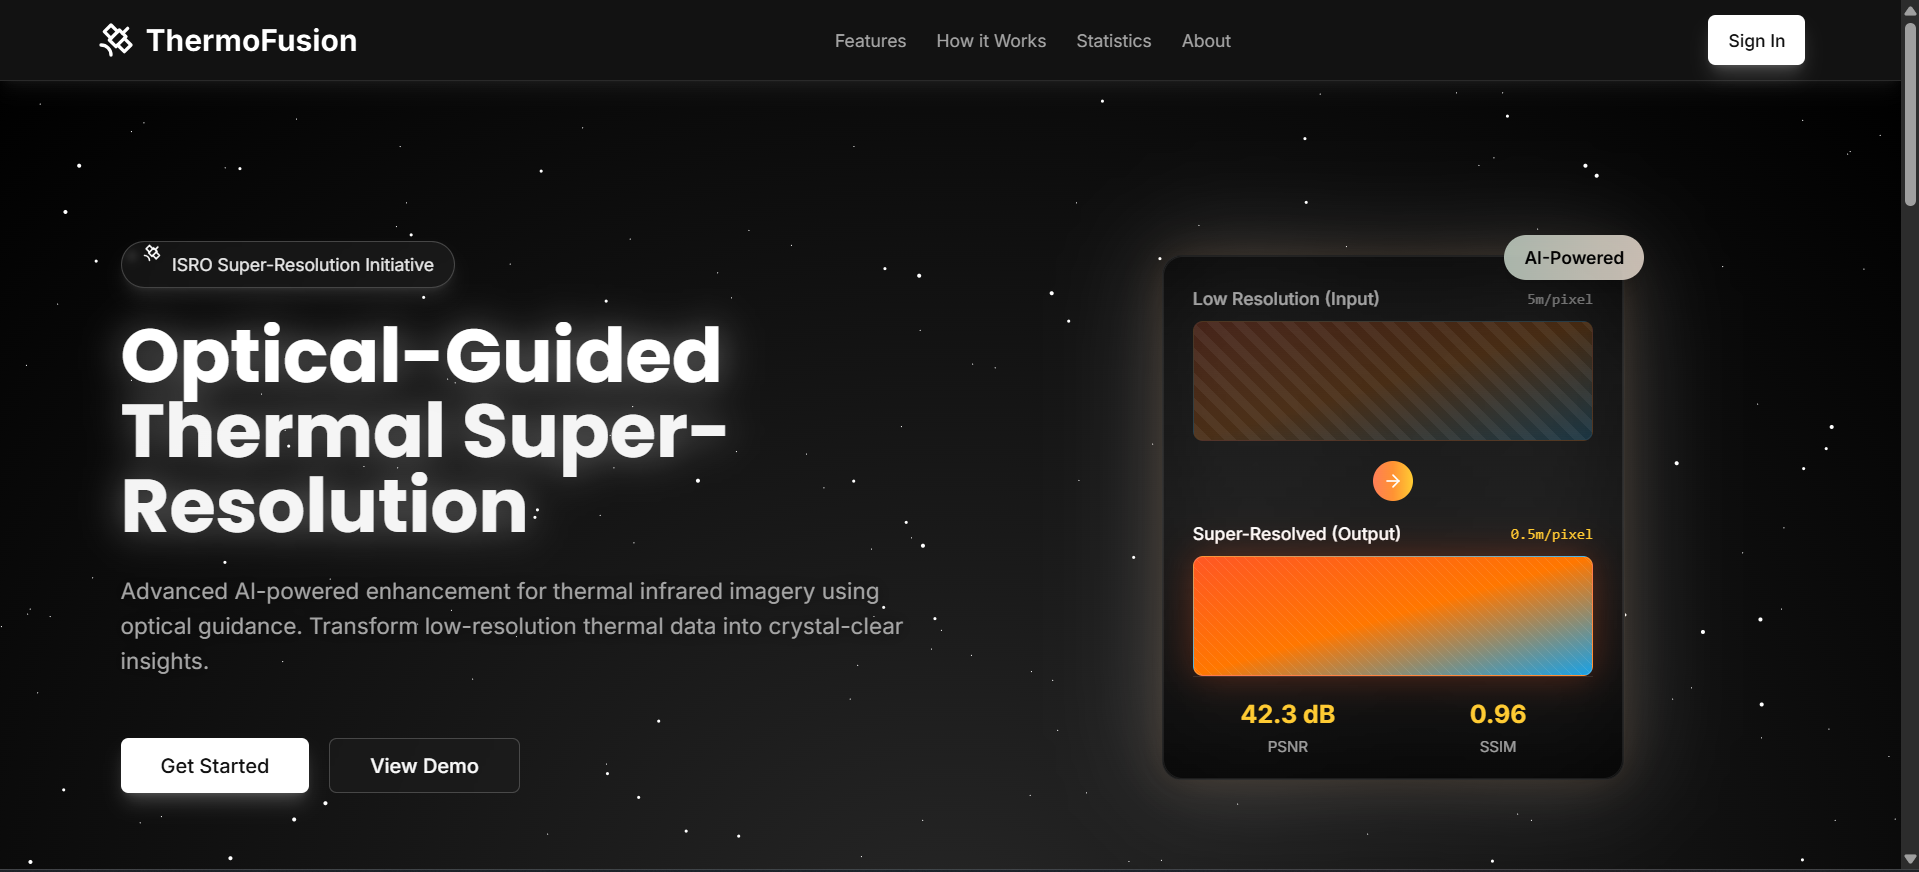 ThermoFusion
Features
How it Works
Statistics
About
Sign In
ISRO Super-Resolution Initiative
Optical-Guided
Thermal Super-
Resolution
Advanced AI-powered enhancement for thermal infrared imagery using
optical guidance. Transform low-resolution thermal data into crystal-clear
insights.
Get Started
View Demo
AI-Powered
Low Resolution (Input)
5m/pixel
Super-Resolved (Output)
0.5m/pixel
42.3 dB
PSNR
0.96
SSIM